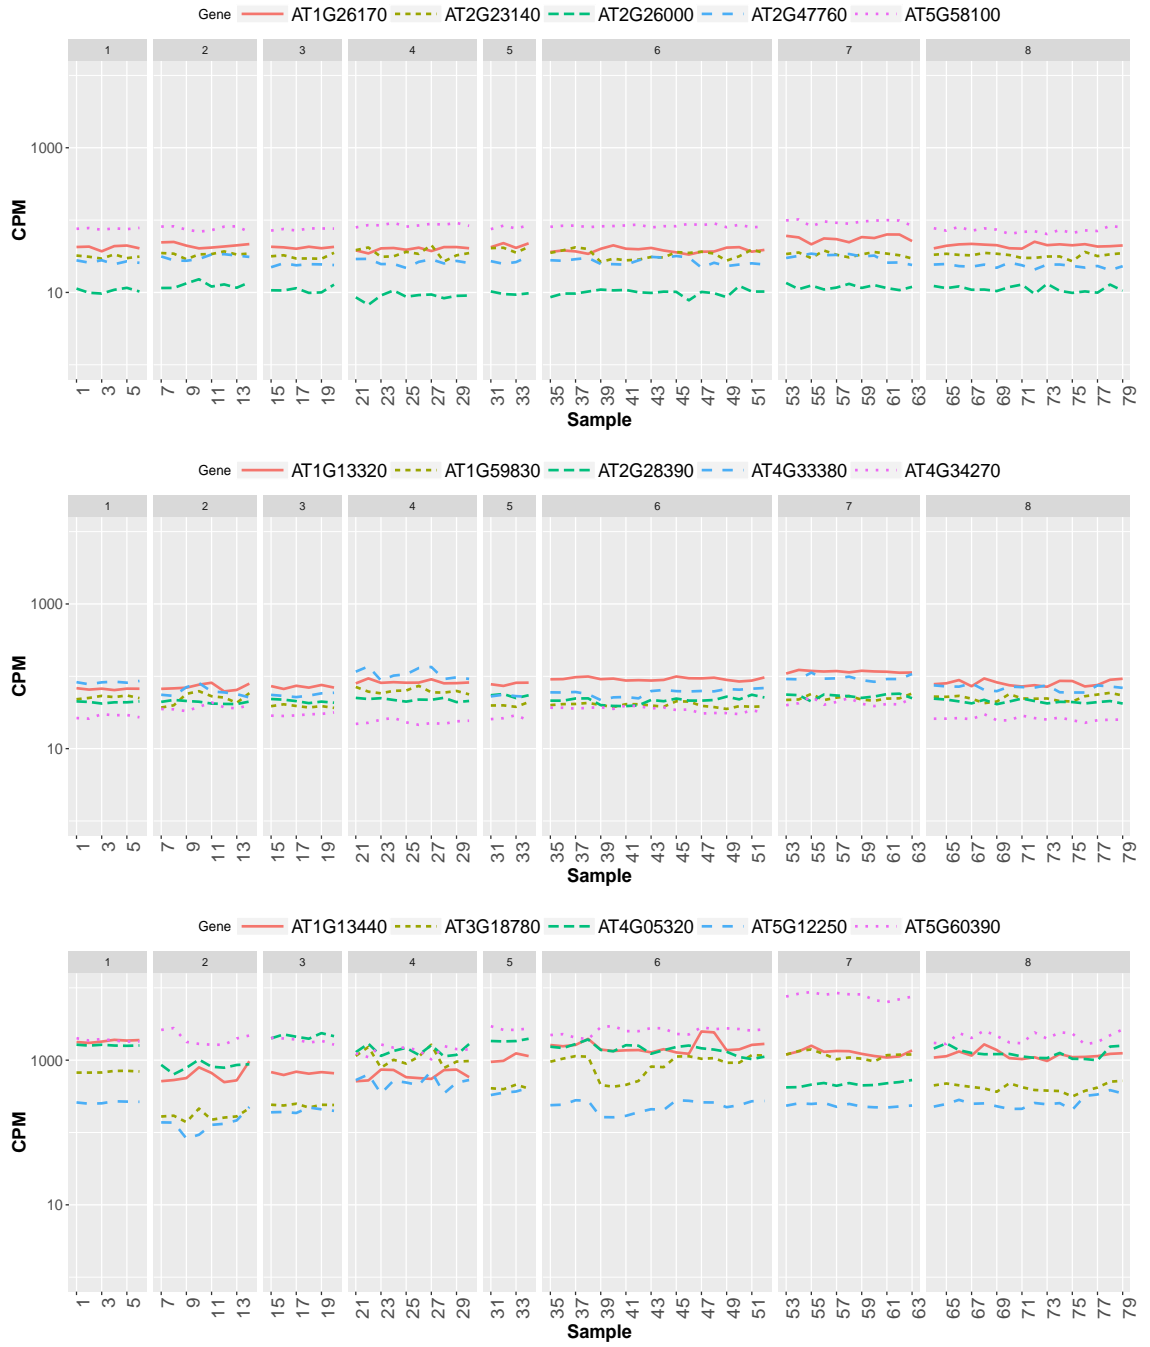 Gene AT1G26170 AT2G23140 AT2G26000 AT2G47760 AT5G58100
1 2 3 4 5 6 7 8
1000
10
CPM
1 3 5 7 9 11 13 15 17 19 21 23 25 27 29 31 33 35 37 39 41 43 45 47 49 51 53 55 57 59 61 63 65 67 69 71 73 75 77 79
Sample
Gene AT1G13320 AT1G59830 AT2G28390 AT4G33380 AT4G34270
1 2 3 4 5 6 7 8
1000
10
CPM
1 3 5 7 9 11 13 15 17 19 21 23 25 27 29 31 33 35 37 39 41 43 45 47 49 51 53 55 57 59 61 63 65 67 69 71 73 75 77 79
Sample
Gene AT1G13440 AT3G18780 AT4G05320 AT5G12250 AT5G60390
1 2 3 4 5 6 7 8
1000
10
CPM
1 3 5 7 9 11 13 15 17 19 21 23 25 27 29 31 33 35 37 39 41 43 45 47 49 51 53 55 57 59 61 63 65 67 69 71 73 75 77 79
Sample